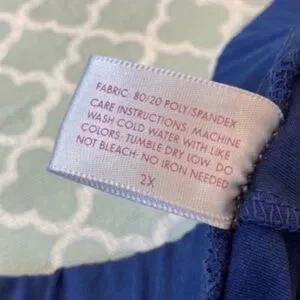 FABRIC: 80/20 POLY/SPANDEX
CARE INSTRUCTIONS: MACHINE
WASH COLD WATER WITH LIKE
COLORS- TUMBLE DRY LOW. DO
NOT BLEACH- NO IRON NEEDED
2X